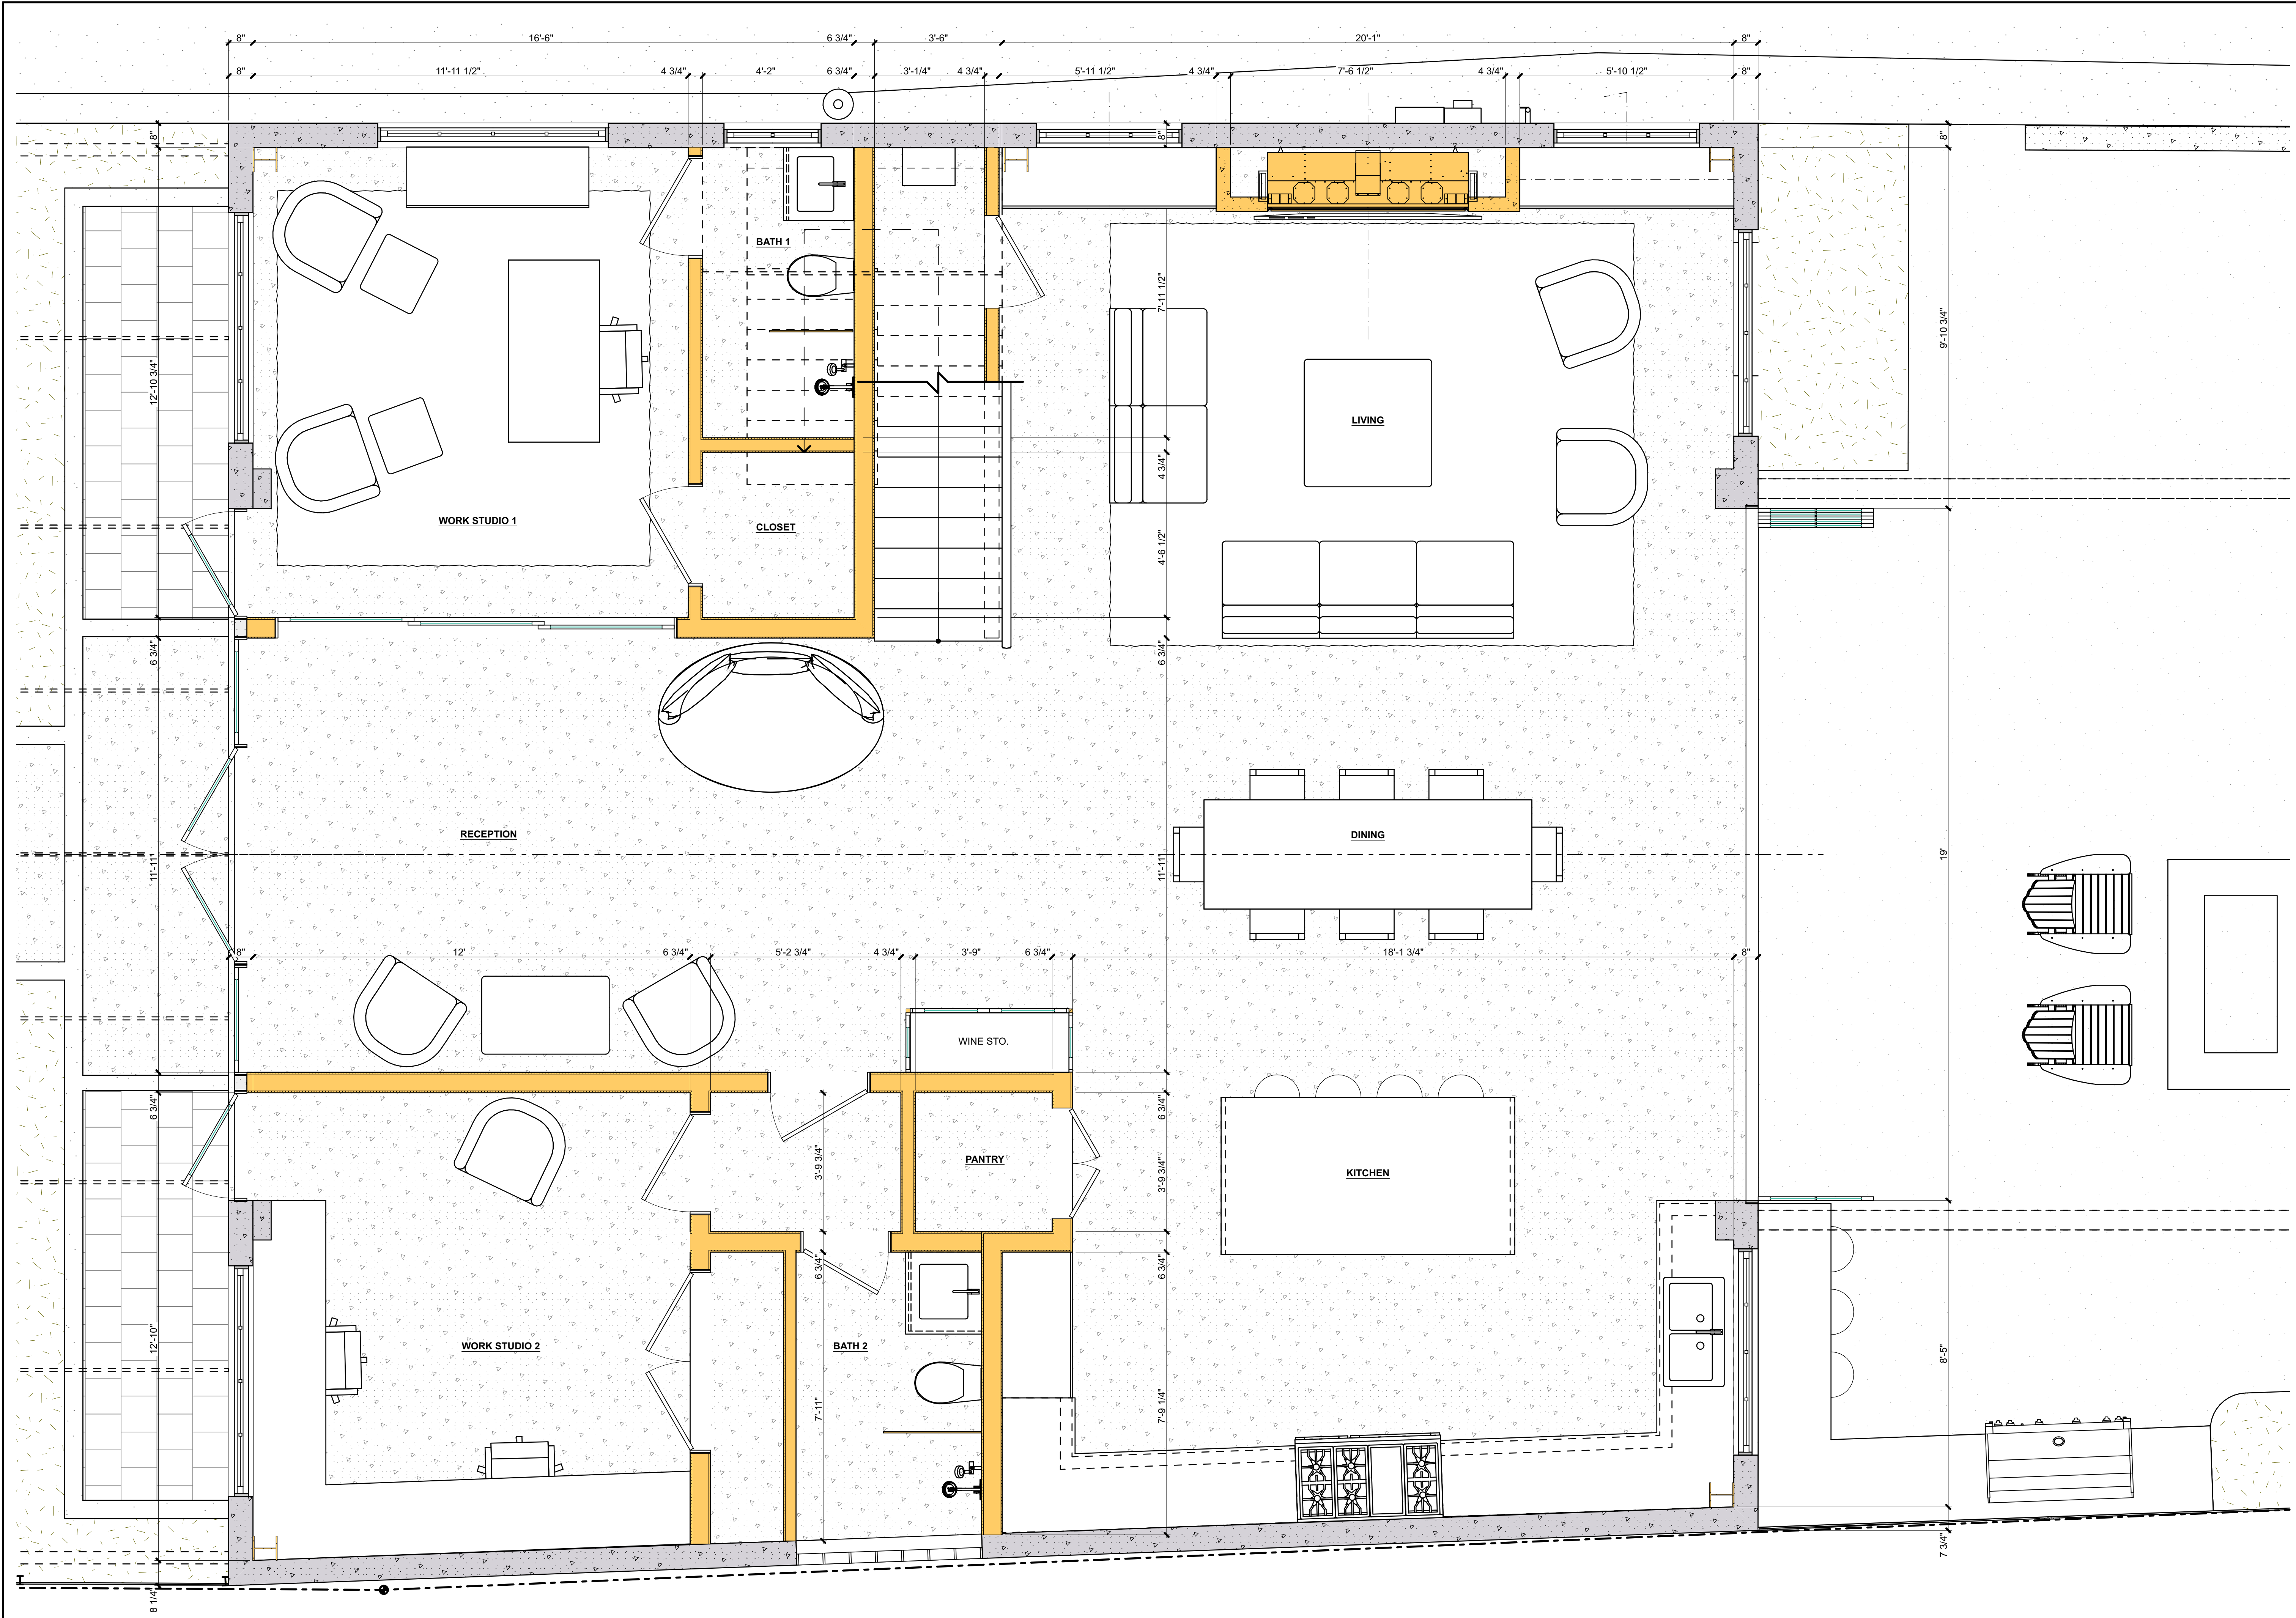 8" 16'-6" 6 3/4" 3'-6" 20'-1" 8"
8" 11'-11 1/2" 4 3/4" 4'-2" 6 3/4" 3'-1/4" 4 3/4" 5'-11 1/2" 4 3/4" 7'-6 1/2" 4 3/4" 5'-10 1/2" 8"
8"
8"
8"
BATH 1
7'-11 1/2"
9'-10 3/4"
12'-10 3/4"
LIVING
4 3/4"
WORK STUDIO 1
CLOSET
4'-6 1/2"
6 3/4"
6 3/4"
RECEPTION
DINING
11'-11"
11'-11"
19'
8" 12' 6 3/4" 5'-2 3/4" 4 3/4" 3'-9" 6 3/4" 18'-1 3/4" 8"
WINE STO.
6 3/4"
6 3/4"
3'-9 3/4"
PANTRY
3'-9 3/4"
KITCHEN
6 3/4"
6 3/4"
12'-10"
WORK STUDIO 2
BATH 2
8'-5"
7'-11"
7'-9 1/4"
7 3/4"
8 1/4"